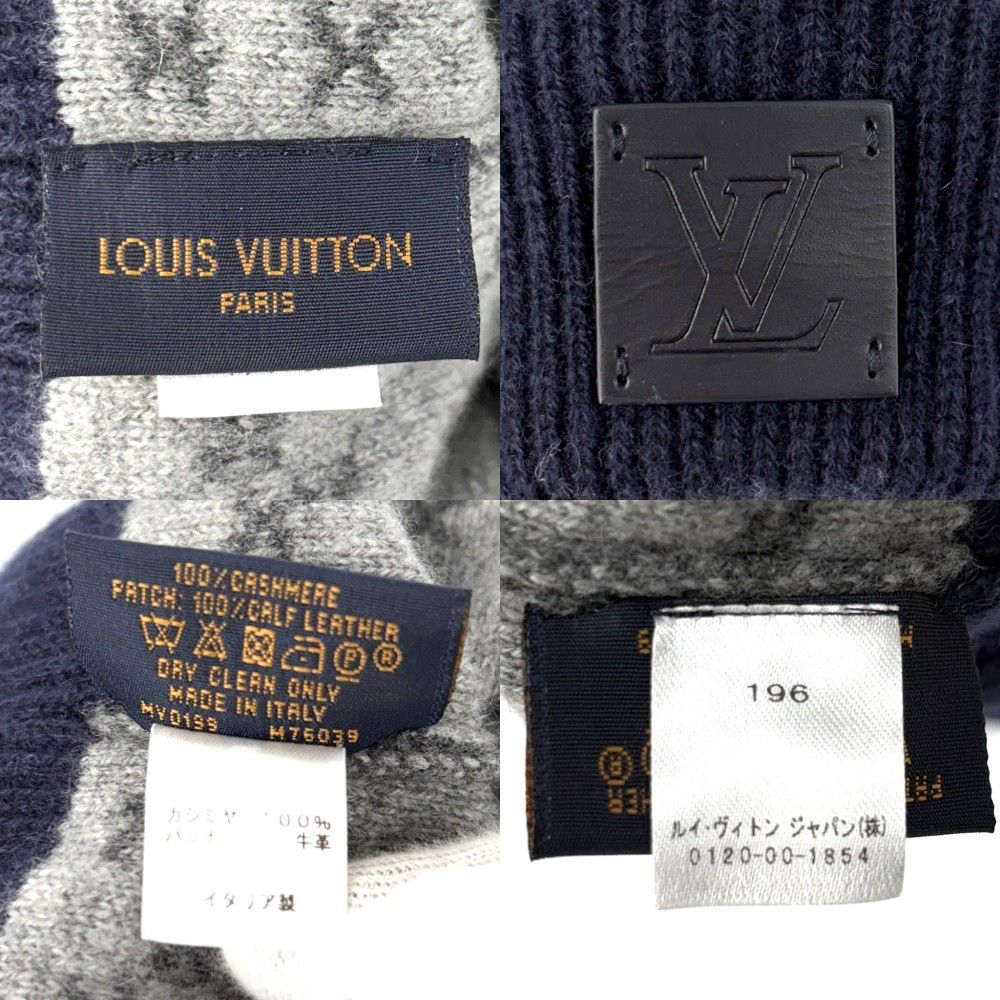 LOUIS VUITTON
PARIS
LV
100% CASHMERE
PATCH: 100% CALF LEATHER
P R
DRY CLEAN ONLY
MADE IN ITALY
MY0199 M76039
カシミヤ 100%
牛革
イタリア製
196
ルイ・ヴィトン ジャパン(株)
0120-00-1854